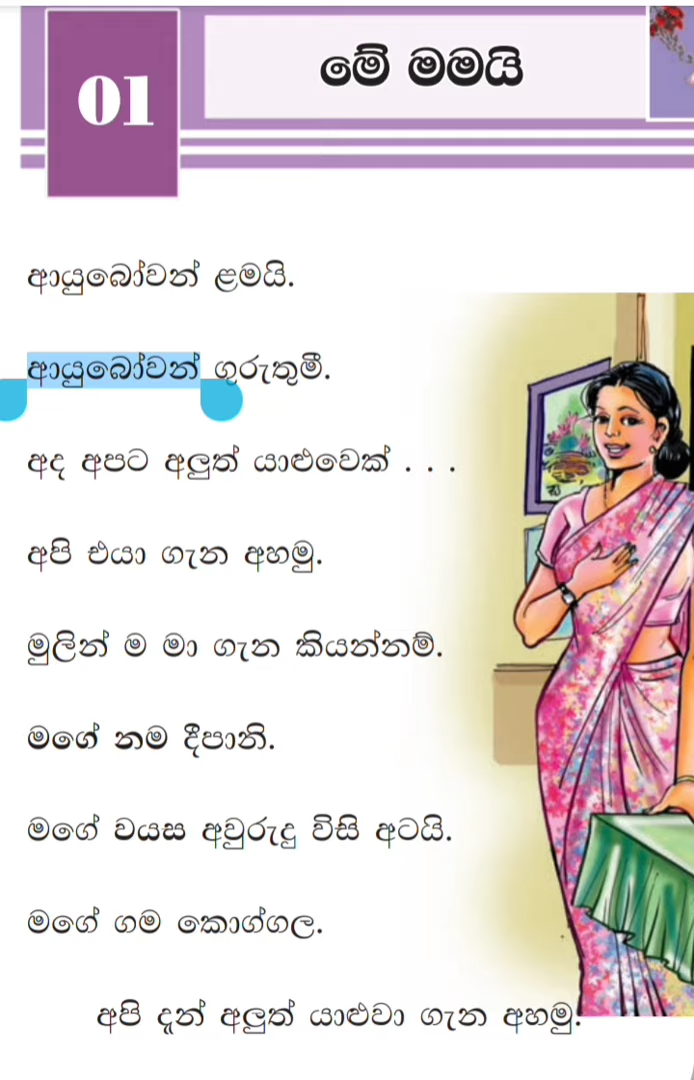 01
මේ මමයි
ආයුබෝවන් ළමයි.
ආයුබෝවන් ගුරුතුමී.
අද අපට අලුත් යාළුවෙක් . . .
අපි එයා ගැන අහමු.
මුලින් ම මා ගැන කියන්නම්.
මගේ නම දීපානි.
මගේ වයස අවුරුදු විසි අටයි.
මගේ ගම කොග්ගල.
අපි දැන් අලුත් යාළුවා ගැන අහමු.